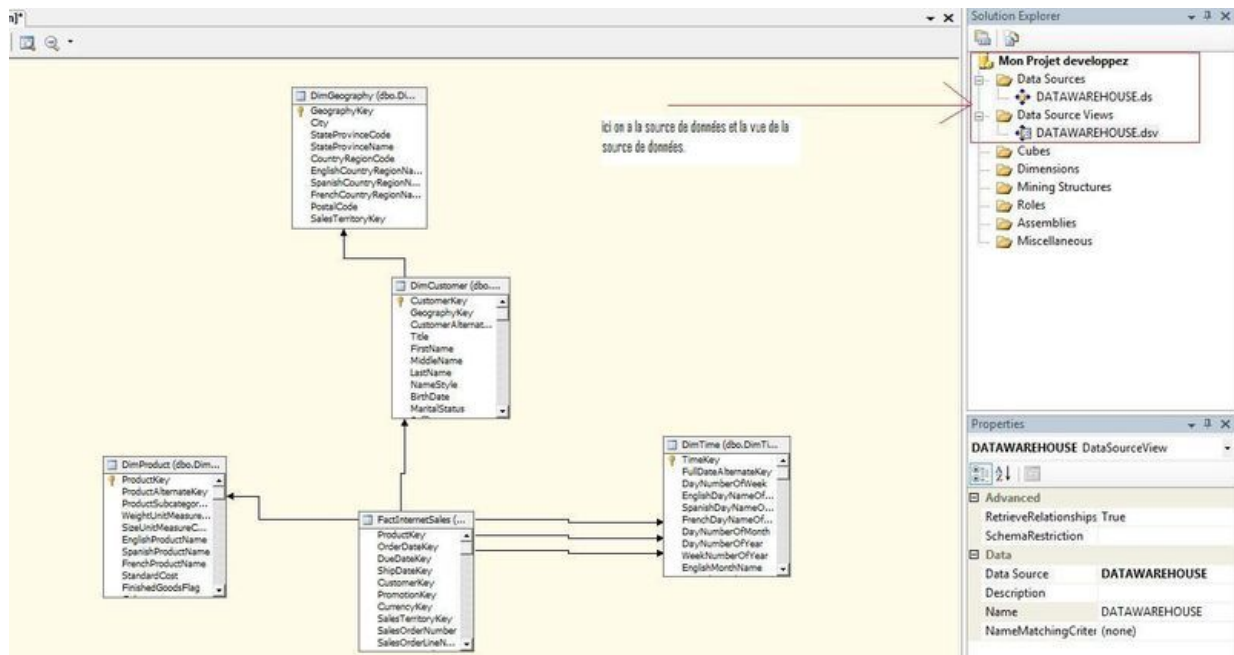 n]*
Solution Explorer
Mon Projet developpez
Data Sources
DATAWAREHOUSE.ds
Data Source Views
DATAWAREHOUSE.dsv
Cubes
Dimensions
Mining Structures
Roles
Assemblies
Miscellaneous
ici on a la source de données et la vue de la
source de données.
DimGeography (dbo.Di...
GeographyKey
City
StateProvinceCode
StateProvinceName
CountryRegionCode
EnglishCountryRegionNa...
SpanishCountryRegionN...
FrenchCountryRegionNa...
PostalCode
SalesTerritoryKey
DimCustomer (dbo....
CustomerKey
GeographyKey
CustomerAlternat...
Title
FirstName
MiddleName
LastName
NameStyle
BirthDate
MaritalStatus
DimProduct (dbo.Dim...
ProductKey
ProductAlternateKey
ProductSubcategor...
WeightUnitMeasure...
SizeUnitMeasureC...
EnglishProductName
SpanishProductName
FrenchProductName
StandardCost
FinishedGoodsFlag
FactInternetSales (...
ProductKey
OrderDateKey
DueDateKey
ShipDateKey
CustomerKey
PromotionKey
CurrencyKey
SalesTerritoryKey
SalesOrderNumber
SalesOrderLineN...
DimTime (dbo.DimTi...
TimeKey
FullDateAlternateKey
DayNumberOfWeek
EnglishDayNameOf...
SpanishDayNameO...
FrenchDayNameOf...
DayNumberOfMonth
DayNumberOfYear
WeekNumberOfYear
EnglishMonthName
Properties
DATAWAREHOUSE DataSourceView
Advanced
RetrieveRelationships True
SchemaRestriction
Data
Data Source DATAWAREHOUSE
Description
Name DATAWAREHOUSE
NameMatchingCriter (none)